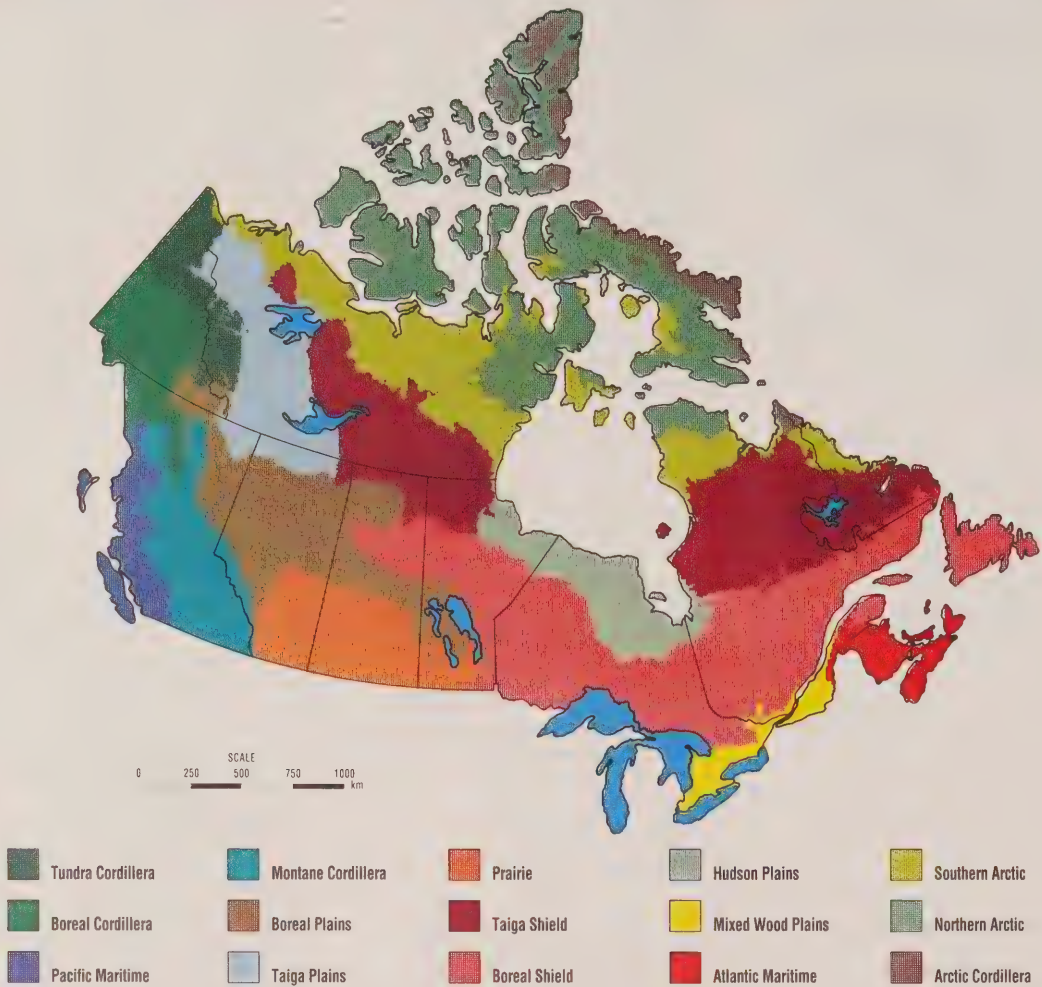 SCALE
0 250 500 750 1000
km
Tundra Cordillera Montane Cordillera Prairie Hudson Plains Southern Arctic
Boreal Cordillera Boreal Plains Taiga Shield Mixed Wood Plains Northern Arctic
Pacific Maritime Taiga Plains Boreal Shield Atlantic Maritime Arctic Cordillera